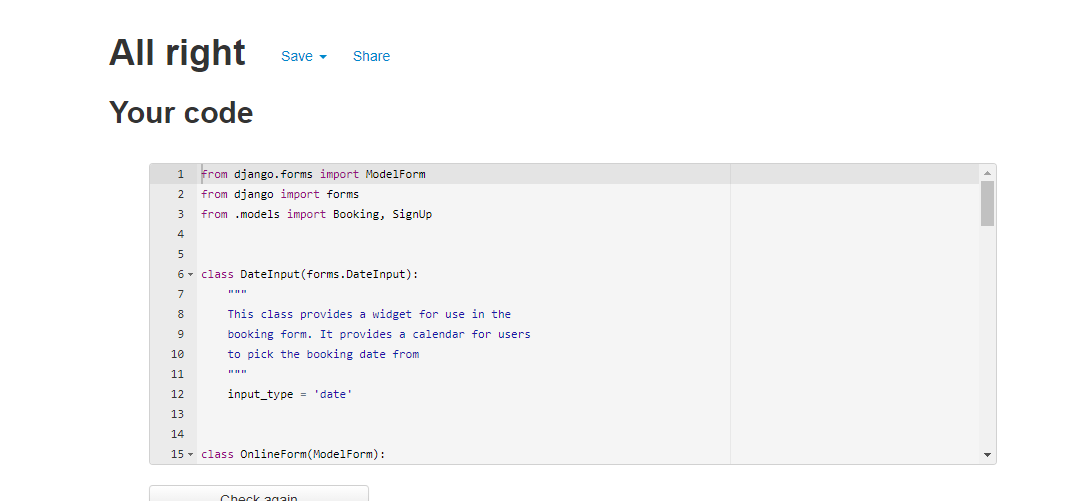 All right Save Share
Your code
1 from django.forms import ModelForm
2 from django import forms
3 from .models import Booking, SignUp
4
5
6 class DateInput(forms.DateInput):
7 """
8 This class provides a widget for use in the
9 booking form. It provides a calendar for users
10 to pick the booking date from
11 """
12 input_type = 'date'
13
14
15 class OnlineForm(ModelForm):
Check again